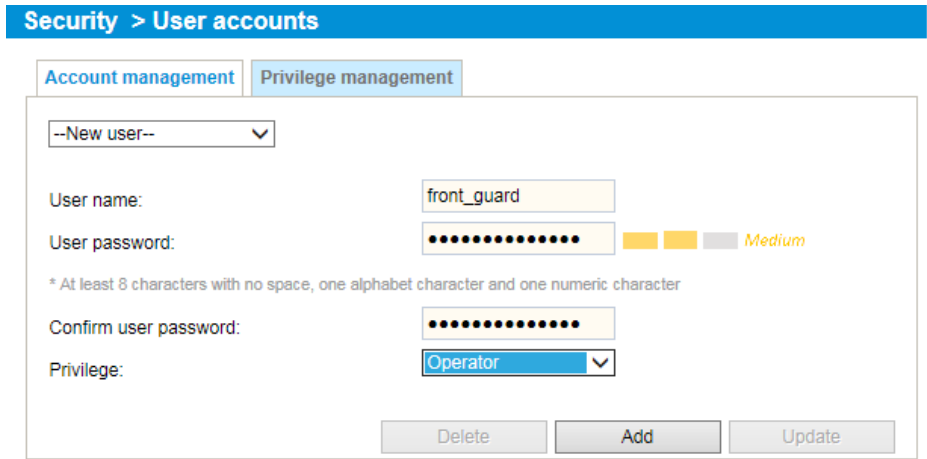 Security > User accounts
Account management Privilege management
--New user--
User name: front_guard
User password: •••••••••••••• Medium
* At least 8 characters with no space, one alphabet character and one numeric character
Confirm user password: ••••••••••••••
Privilege: Operator
Delete Add Update